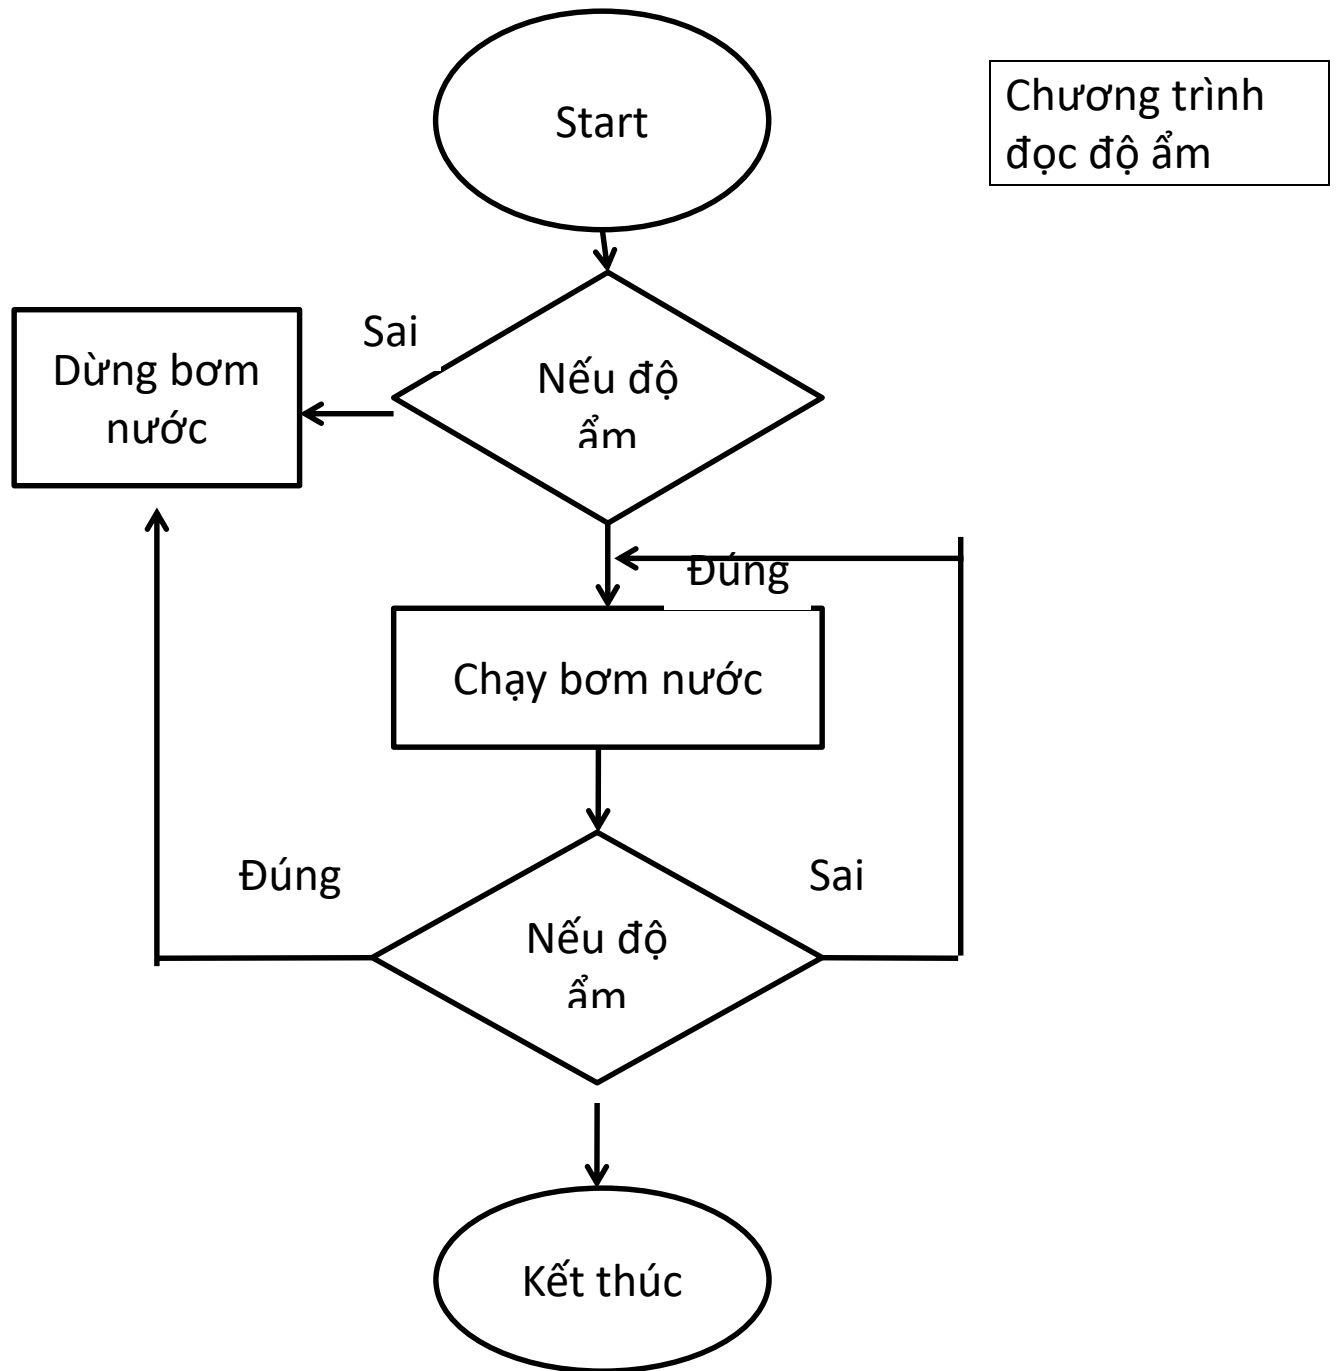 Start
Chương trình
đọc độ ẩm
Sai
Dừng bơm
nước
Nếu độ
ẩm
Đúng
Chạy bơm nước
Đúng
Sai
Nếu độ
ẩm
Kết thúc